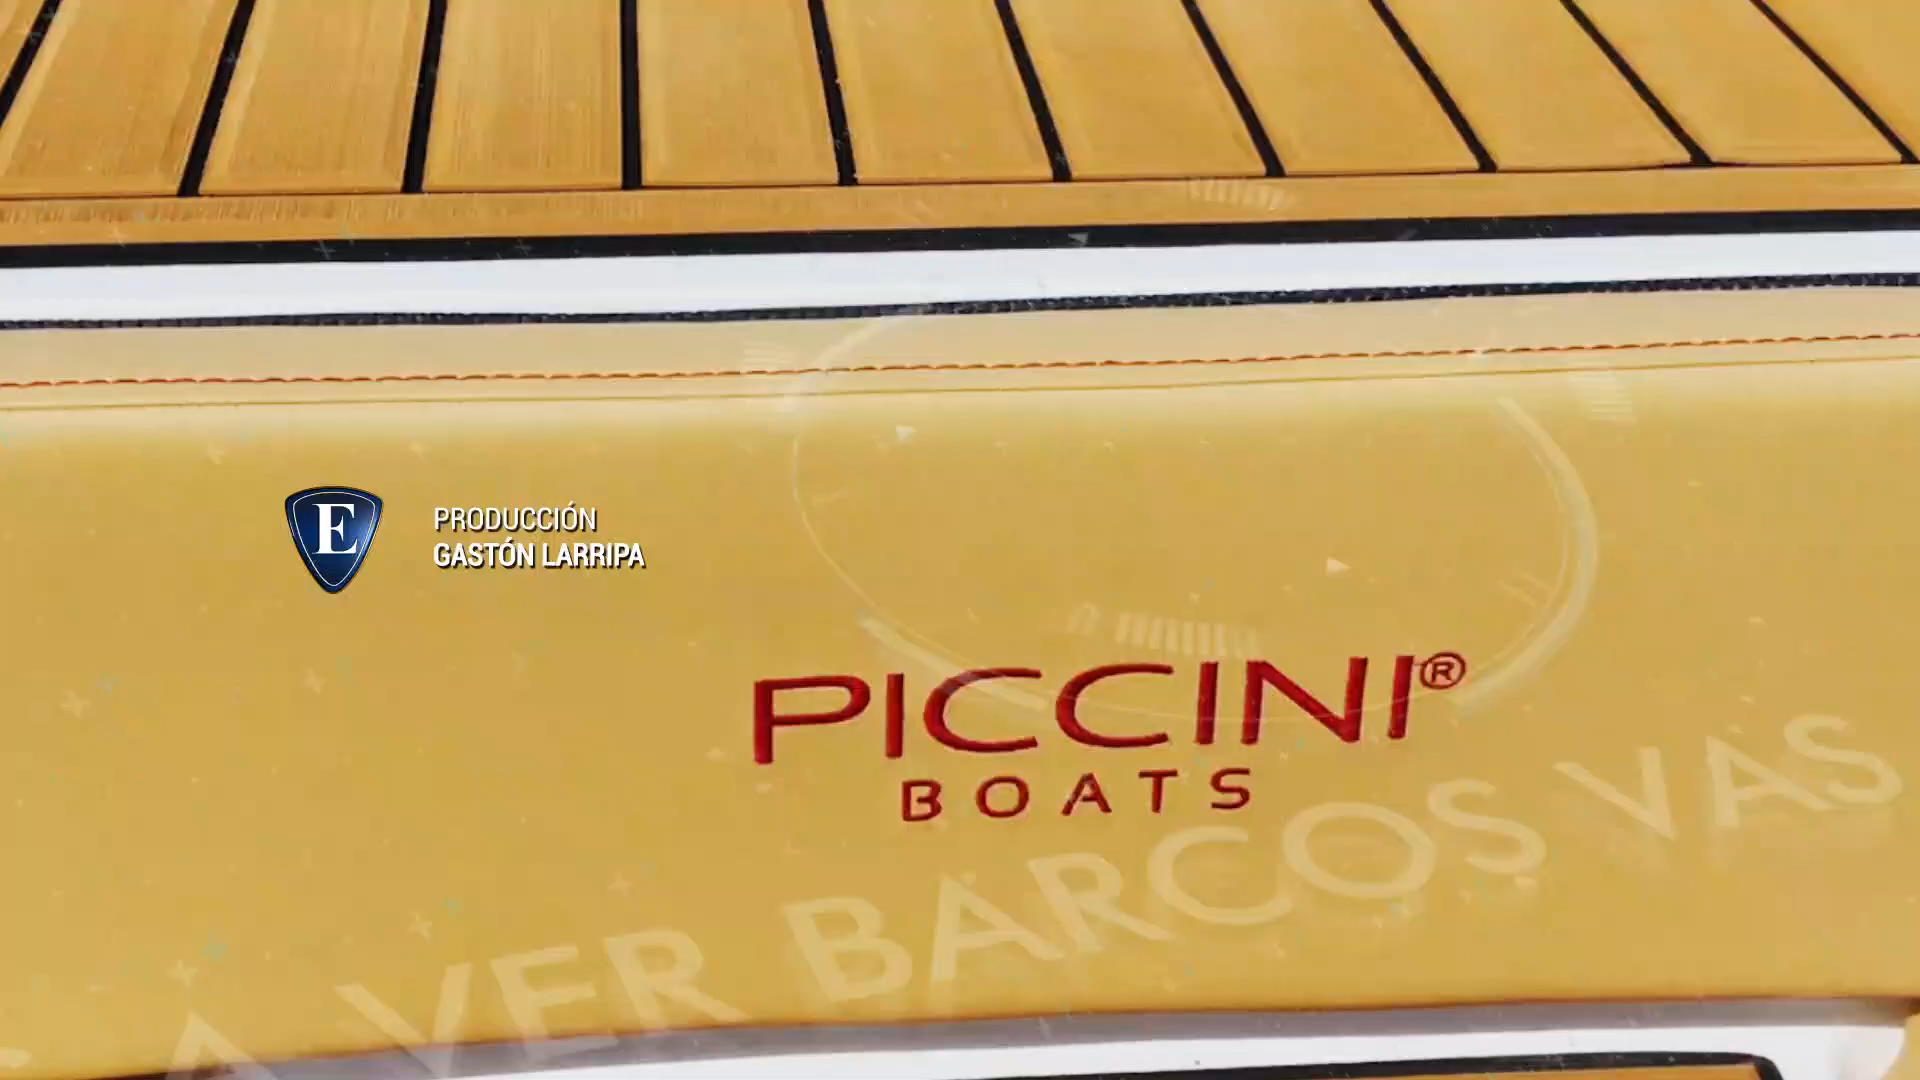 E
PRODUCCIÓN
GASTÓN LARRIPA
PICCINI®
BOATS
A VER BARCOS VAS